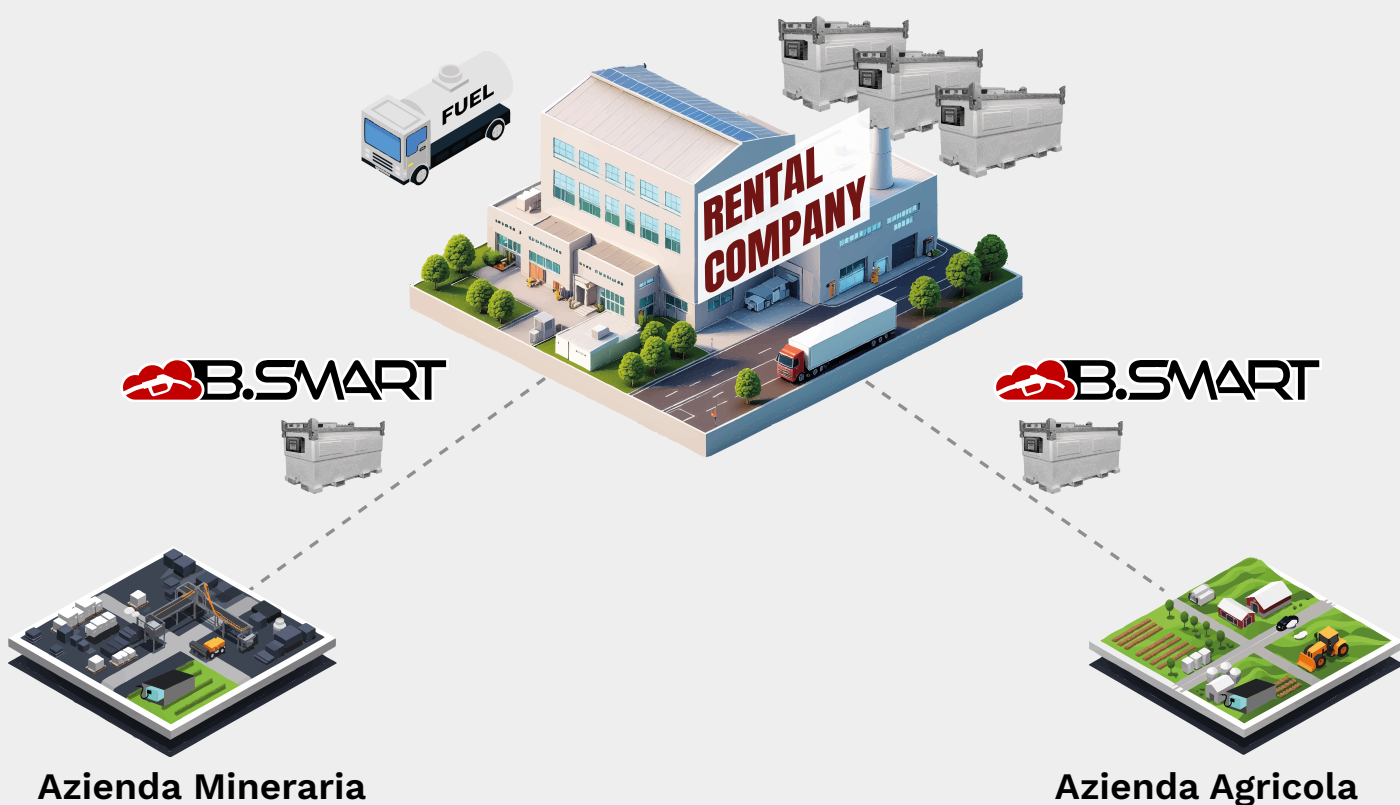 FUEL
RENTAL
COMPANY
B.SMART
B.SMART
Azienda Mineraria
Azienda Agricola